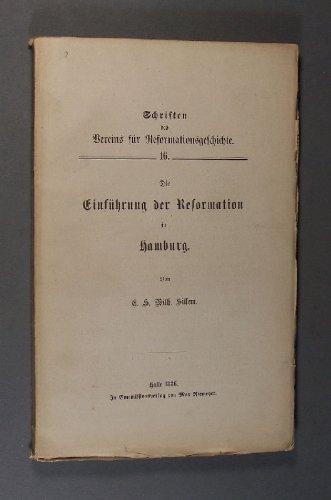 Schriften
des
Vereins für Reformationsgeschichte.
16.
Die
Einführung der Reformation
in
Hamburg.
Von
C. H. Wilh. Sillem.
Halle 1886.
In Commissionsverlag von Max Niemeyer.